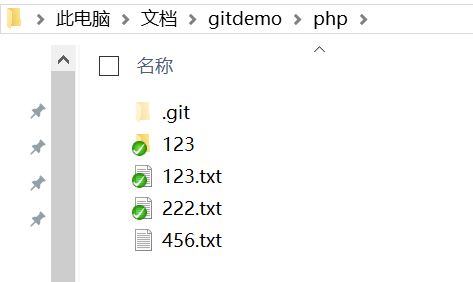 此电脑 > 文档 > gitdemo > php >
名称
.git
123
123.txt
222.txt
456.txt